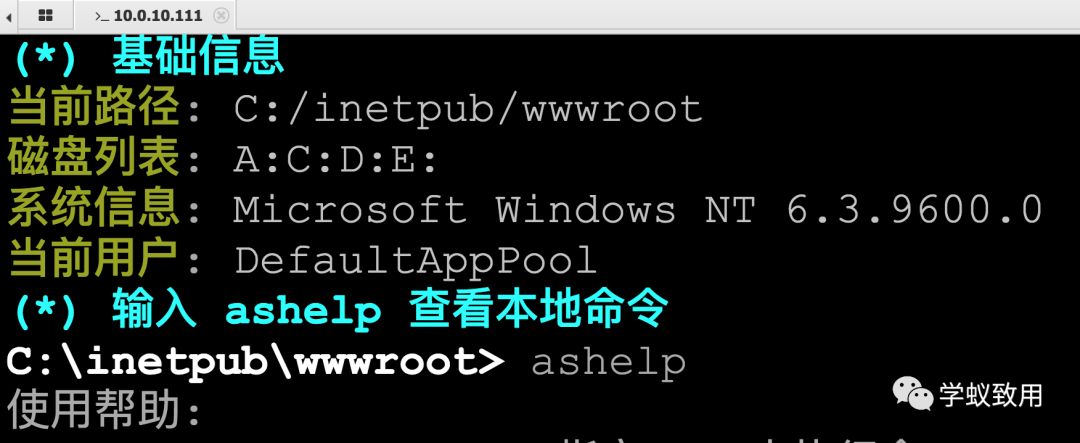 10.0.10.111
(*) 基础信息
当前路径: C:/inetpub/wwwroot
磁盘列表: A:C:D:E:
系统信息: Microsoft Windows NT 6.3.9600.0
当前用户: DefaultAppPool
(*) 输入 ashelp 查看本地命令
C:\inetpub\wwwroot> ashelp
使用帮助:
学蚁致用